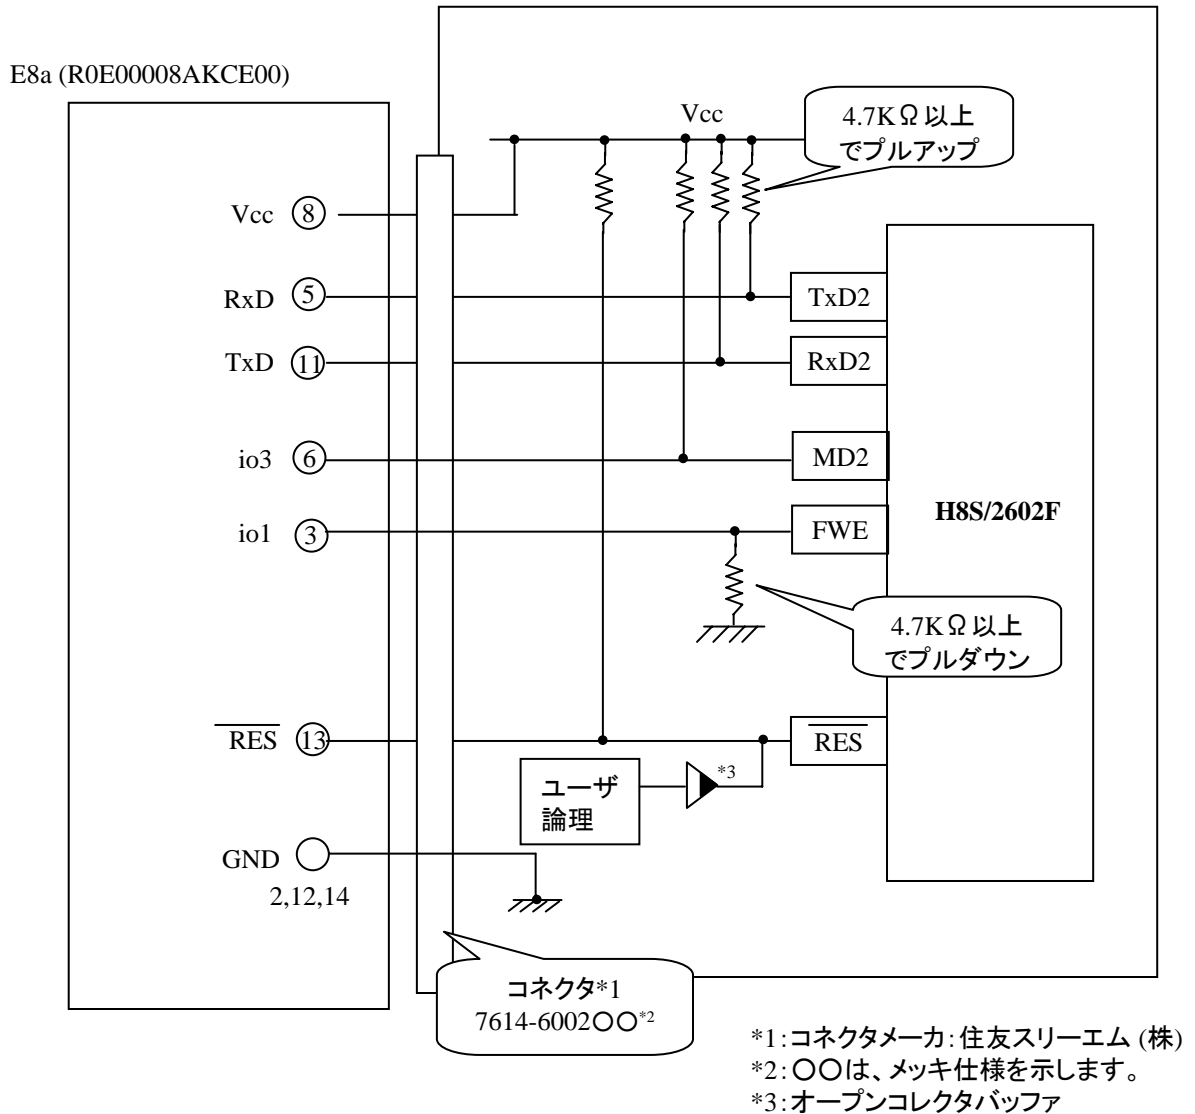 E8a (R0E00008AKCE00)
Vcc
4.7KΩ以上
でプルアップ
Vcc 8
RxD 5
TxD2
TxD 11
RxD2
io3 6
MD2
io1 3
FWE
H8S/2602F
4.7KΩ以上
でプルダウン
RES 13
RES
ユーザ
論理
*3
GND
2,12,14
コネクタ*1
7614-6002〇〇*2
*1:コネクタメーカ:住友スリーエム (株)
*2:〇〇は、メッキ仕様を示します。
*3:オープンコレクタバッファ